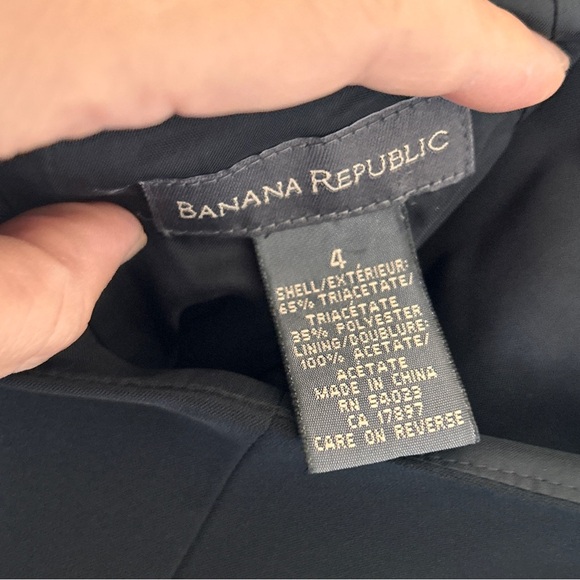 BANANA REPUBLIC
4
SHELL/EXTÉRIEUR:
65% TRIACETATE/
TRIACÉTATE
35% POLYESTER
LINING/DOUBLURE:
100% ACETATE/
ACÉTATE
MADE IN CHINA
RN 54023
CA 17897
CARE ON REVERSE